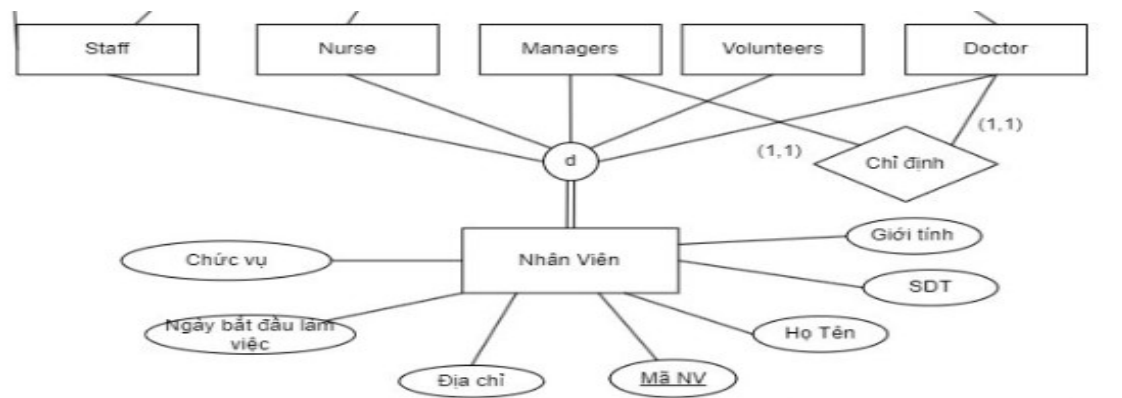 Staff
Nurse
Managers
Volunteers
Doctor
(1,1)
(1,1)
d
Chỉ định
Giới tính
Chức vụ
Nhân Viên
SDT
Ngày bắt đầu làm
việc
Họ Tên
Địa chỉ
Mã NV